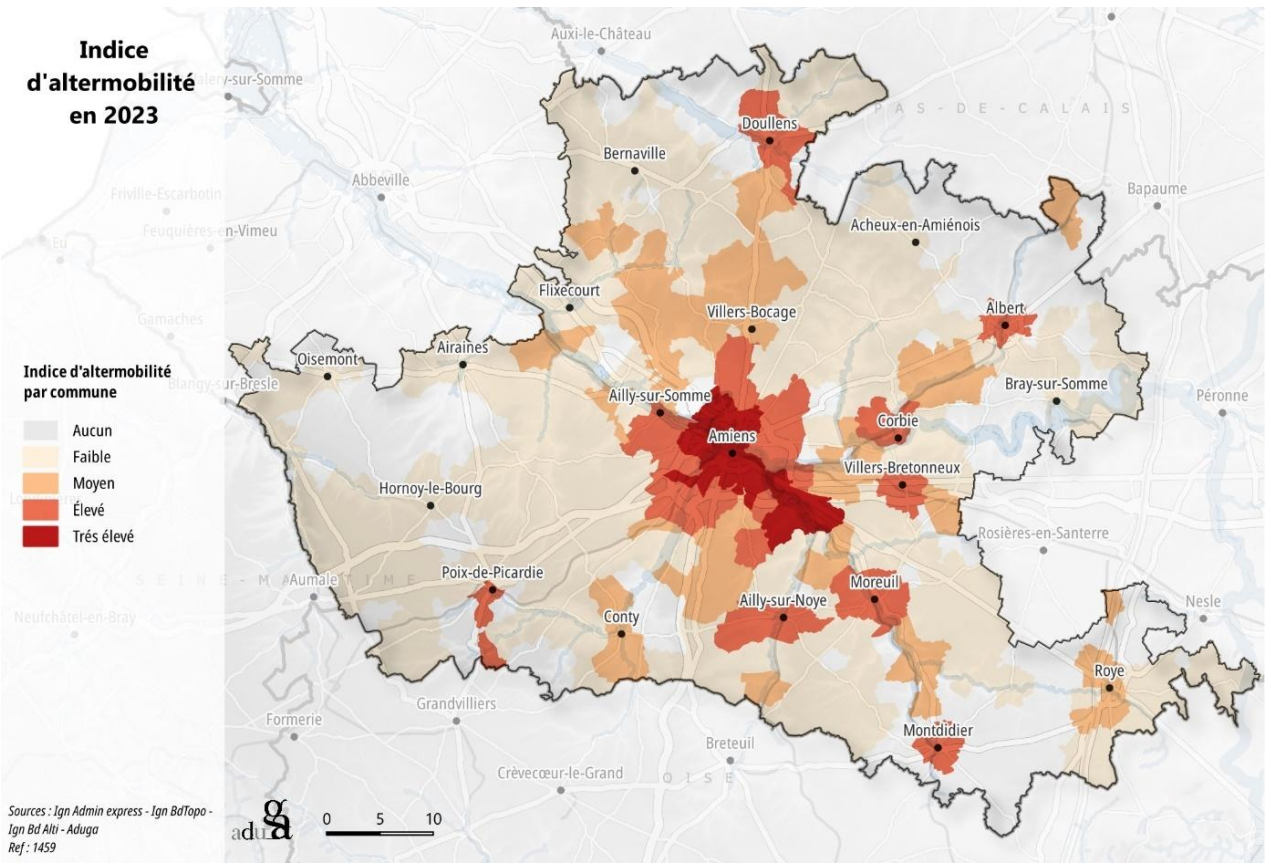 Indice
d'altermobilité
en 2023
Auxi-le-Château
PAS-DE-CALAIS
Doullens
Bernaville
Abbeville
Friville-Escarbotin
Bapaume
Feuquières-en-Vimeu
Acheux-en-Amiénois
Eu
Flixecourt
Albert
Gamaches
Villers-Bocage
Airaines
Oisemont
Indice d'altermobilité
par commune
Blangy-sur-Bresle
Bray-sur-Somme
Péronne
Ailly-sur-Somme
Corbie
Amiens
Aucun
Faible
Moyen
Élevé
Trés élevé
Villers-Bretonneux
Hornoy-le-Bourg
Rosières-en-Santerre
Poix-de-Picardie
Aumale
SEINE-MARITIME
Moreuil
Ailly-sur-Noye
Nesle
Neufchâtel-en-Bray
Conty
Roye
Grandvilliers
Formerie
Montdidier
Breteuil
Crèvecœur-le-Grand
OISE
Sources : Ign Admin express - Ign BdTopo -
Ign Bd Alti - Aduga
Ref : 1459
aduga
0 5 10